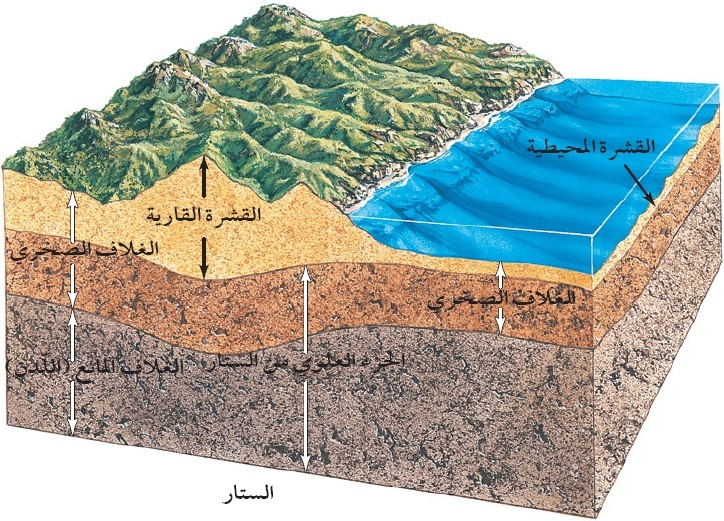 القشرة المحيطية
القشرة القارية
الغلاف الصخري
الغلاف الصخري
الجزء العلوي من الستار
الغلاف المائع (اللدن)
الستار